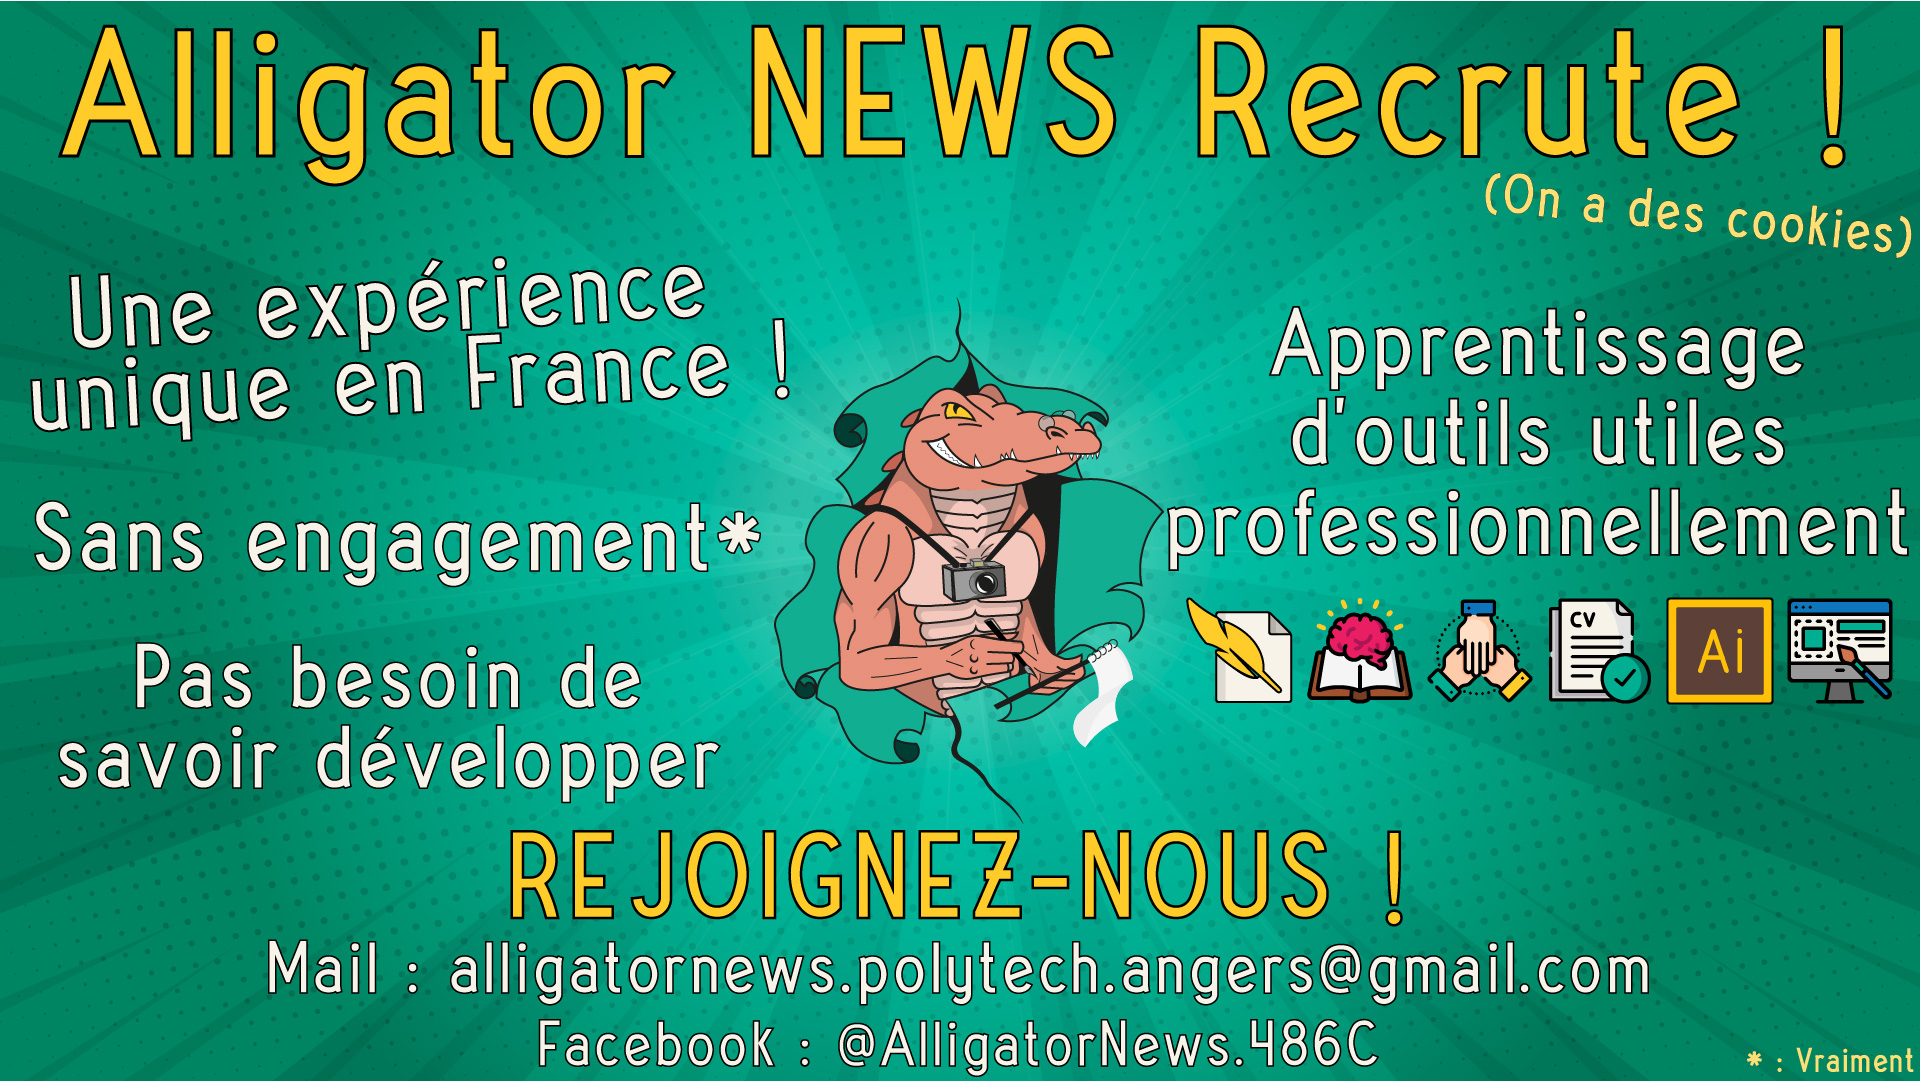 Alligator NEWS Recrute !
(On a des cookies)
Une expérience
unique en France !
Sans engagement*
Pas besoin de
savoir développer
Apprentissage
d'outils utiles
professionnellement
CV
Ai
REJOIGNEZ-NOUS !
Mail : alligatornews.polytech.angers@gmail.com
Facebook : @AlligatorNews.486C
* : Vraiment